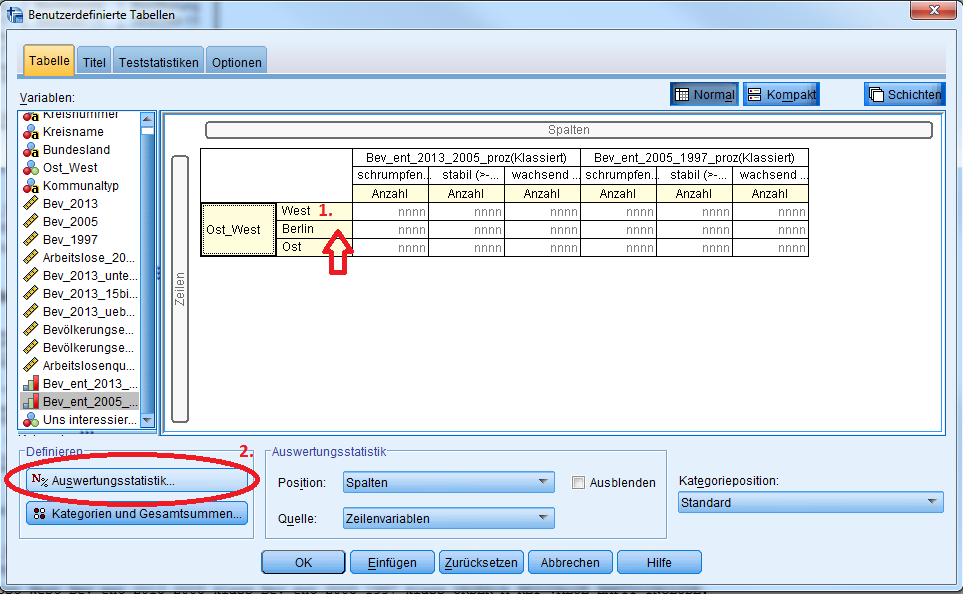 Benutzerdefinierte Tabellen
Tabelle Titel Teststatistiken Optionen
Variablen:
Normal Kompakt Schichten
Kreisnummer
Kreisname
Bundesland
Ost_West
Kommunaltyp
Bev_2013
Bev_2005
Bev_1997
Arbeitslose_20...
Bev_2013_unte...
Bev_2013_15bi...
Bev_2013_ueb...
Bevölkerungse...
Bevölkerungse...
Arbeitslosenqu...
Bev_ent_2013_...
Bev_ent_2005_...
Uns interessier...
Spalten
Zeilen
Bev_ent_2013_2005_proz(Klassiert) Bev_ent_2005_1997_proz(Klassiert)
schrumpfen... stabil (>-... wachsend ... schrumpfen... stabil (>-... wachsend ...
Anzahl Anzahl Anzahl Anzahl Anzahl Anzahl
Ost_West
West 1. nnnn nnnn nnnn nnnn nnnn nnnn
Berlin nnnn nnnn nnnn nnnn nnnn nnnn
Ost nnnn nnnn nnnn nnnn nnnn nnnn
Definieren
2.
N% Auswertungsstatistik...
Kategorien und Gesamtsummen...
Auswertungsstatistik
Position: Spalten Ausblenden
Quelle: Zeilenvariablen
Kategorieposition:
Standard
OK Einfügen Zurücksetzen Abbrechen Hilfe